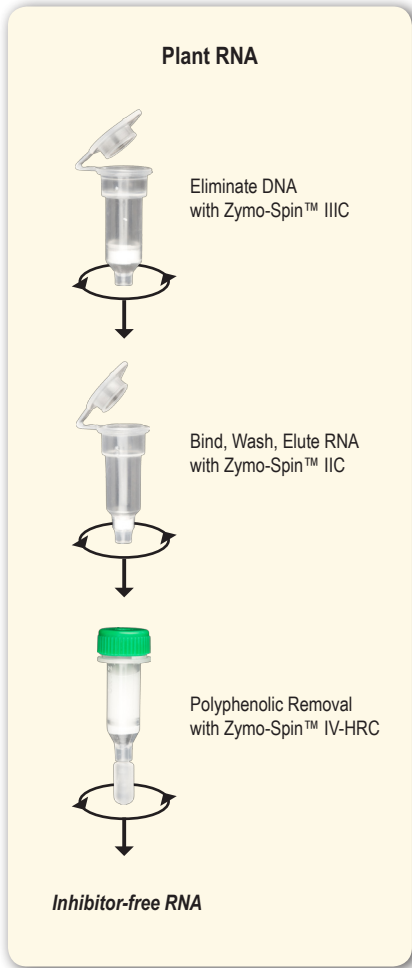 Plant RNA
Eliminate DNA
with Zymo-Spin™ IIIC
Bind, Wash, Elute RNA
with Zymo-Spin™ IIC
Polyphenolic Removal
with Zymo-Spin™ IV-HRC
Inhibitor-free RNA